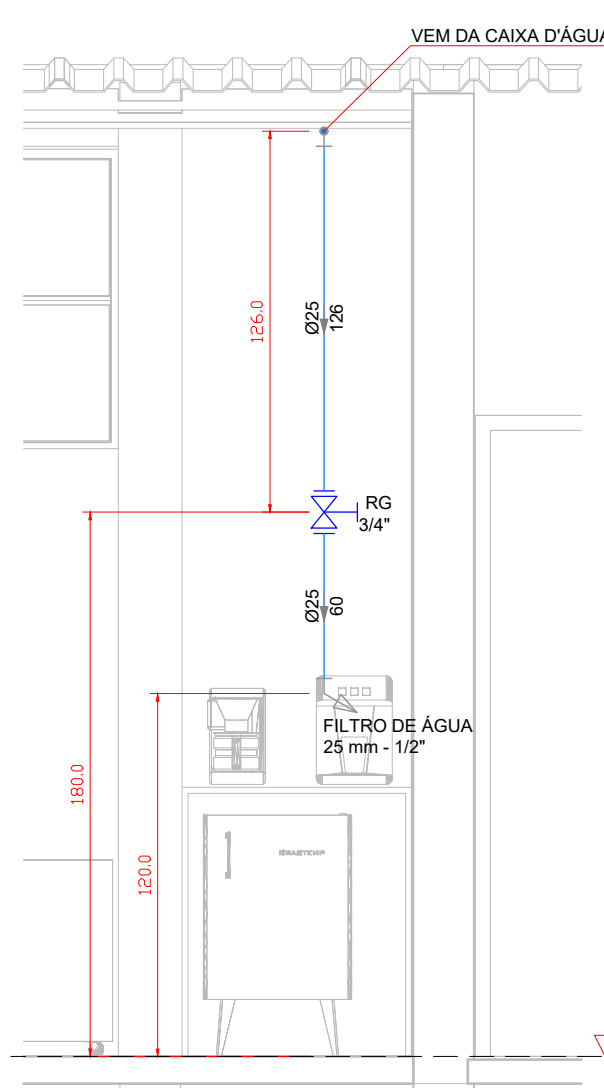 VEM DA CAIXA D'ÁGUA
126.0
Ø25
126
RG
3/4"
Ø25
60
FILTRO DE ÁGUA
25 mm - 1/2"
180.0
120.0
BRASTEMP